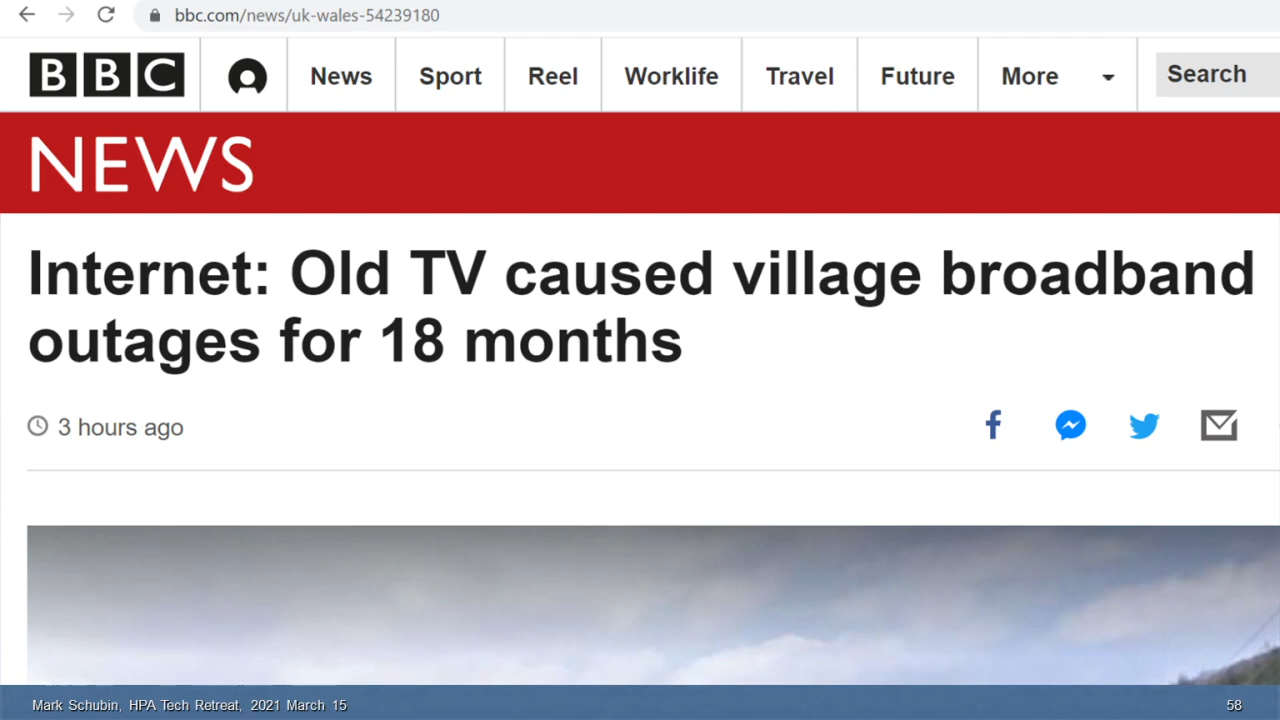 bbc.com/news/uk-wales-54239180
BBC News Sport Reel Worklife Travel Future More Search
NEWS
Internet: Old TV caused village broadband
outages for 18 months
3 hours ago
Mark Schubin, HPA Tech Retreat, 2021 March 15 58